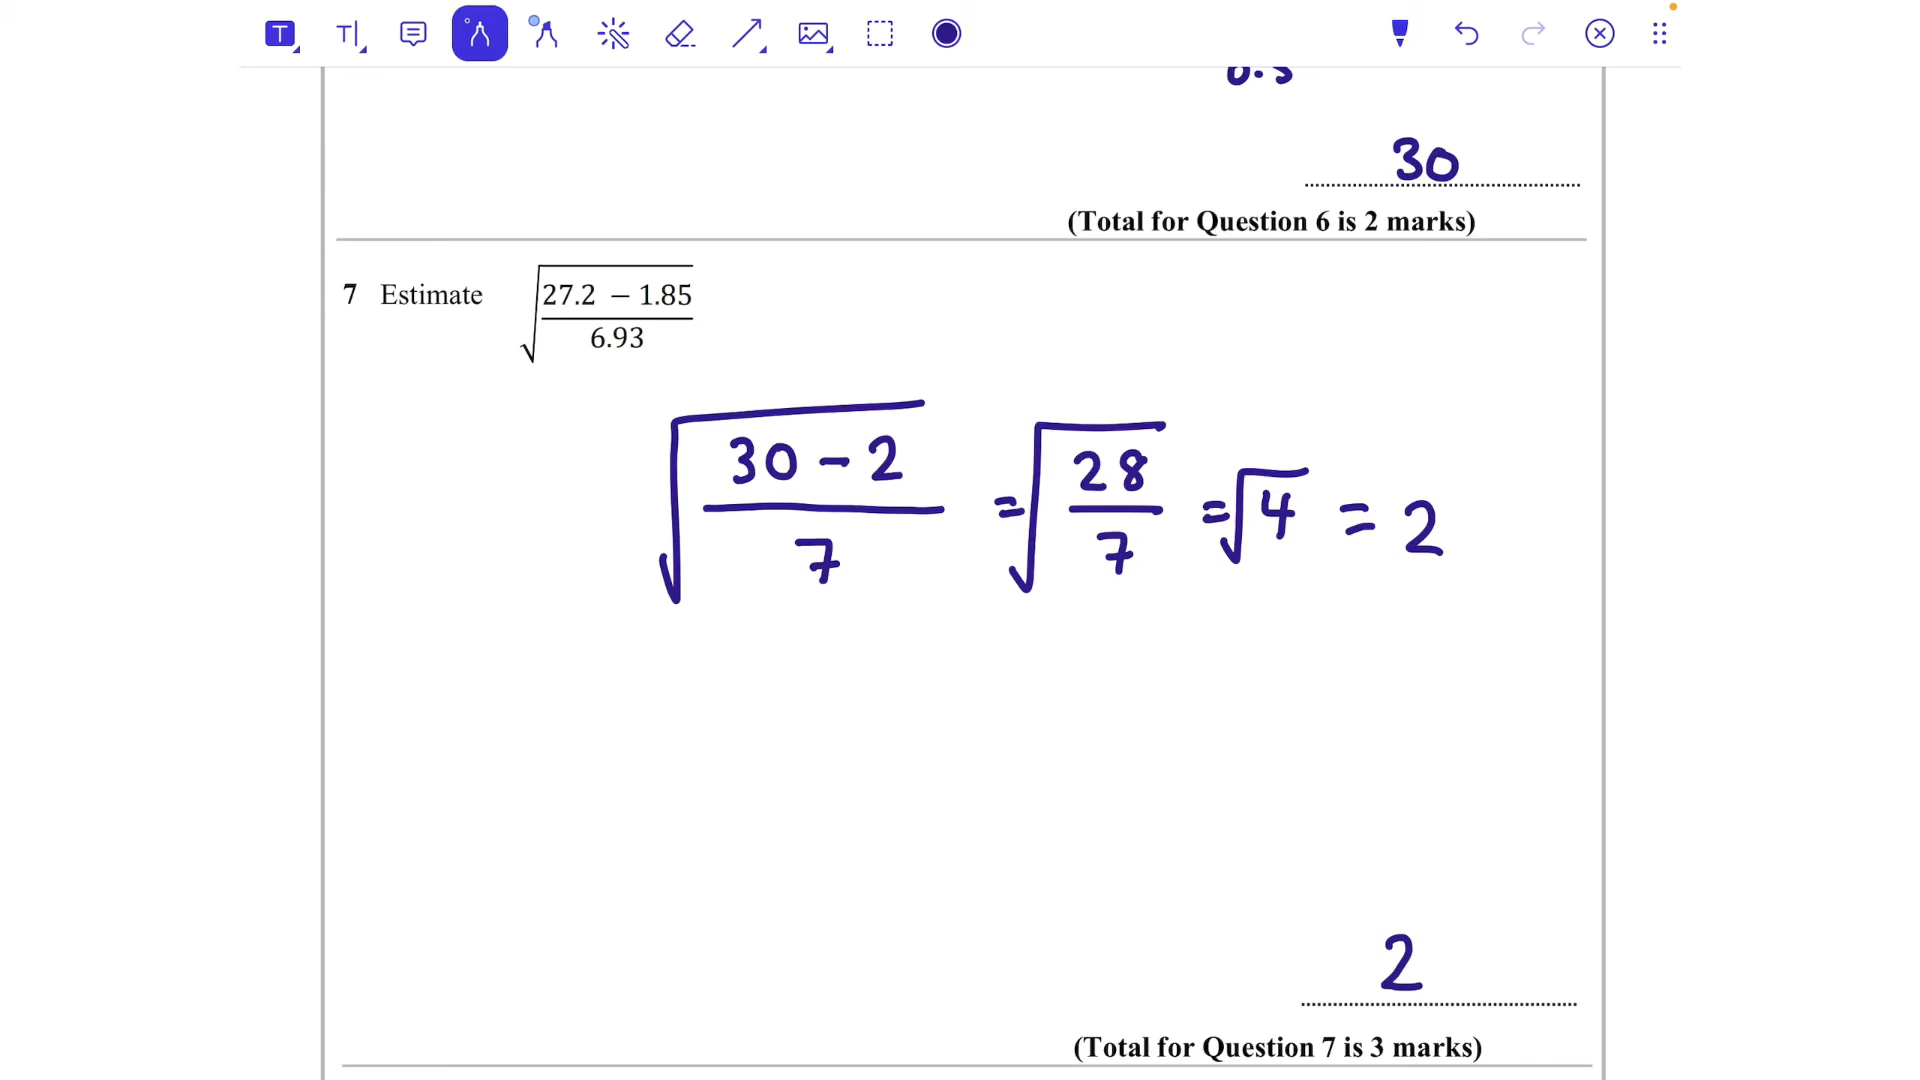 30
(Total for Question 6 is 2 marks)
7 Estimate √((27.2 − 1.85)/6.93)
√((30 − 2)/7) = √(28/7) = √4 = 2
2
(Total for Question 7 is 3 marks)